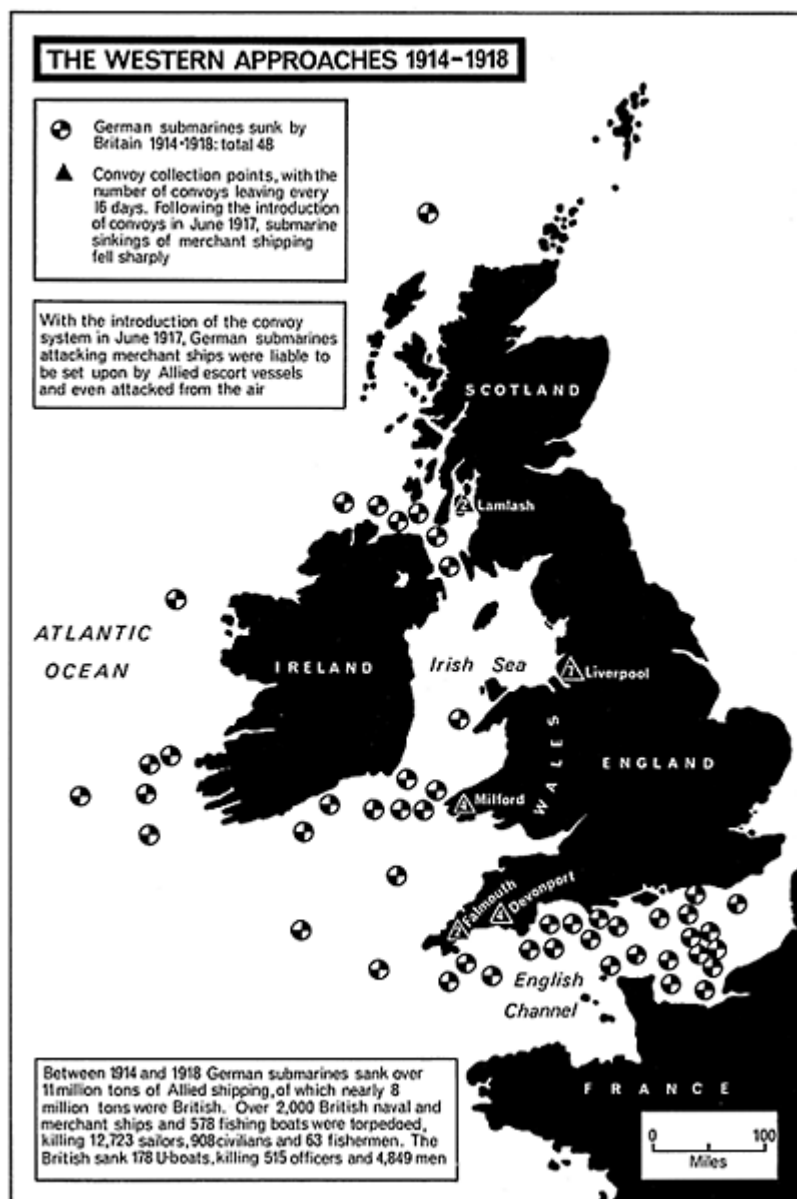 THE WESTERN APPROACHES 1914-1918
German submarines sunk by
Britain 1914-1918: total 48
Convoy collection points, with the
number of convoys leaving every
16 days. Following the introduction
of convoys in June 1917, submarine
sinkings of merchant shipping
fell sharply
With the introduction of the convoy
system in June 1917, German submarines
attacking merchant ships were liable to
be set upon by Allied escort vessels
and even attacked from the air
SCOTLAND
Lamlash
ATLANTIC
OCEAN
IRELAND
Irish Sea
Liverpool
WALES
ENGLAND
Milford
Falmouth
Devonport
English
Channel
FRANCE
Between 1914 and 1918 German submarines sank over
11 million tons of Allied shipping, of which nearly 8
million tons were British. Over 2,000 British naval and
merchant ships and 578 fishing boats were torpedoed,
killing 12,723 sailors, 908 civilians and 63 fishermen. The
British sank 178 U-boats, killing 515 officers and 4,849 men
0 100
Miles